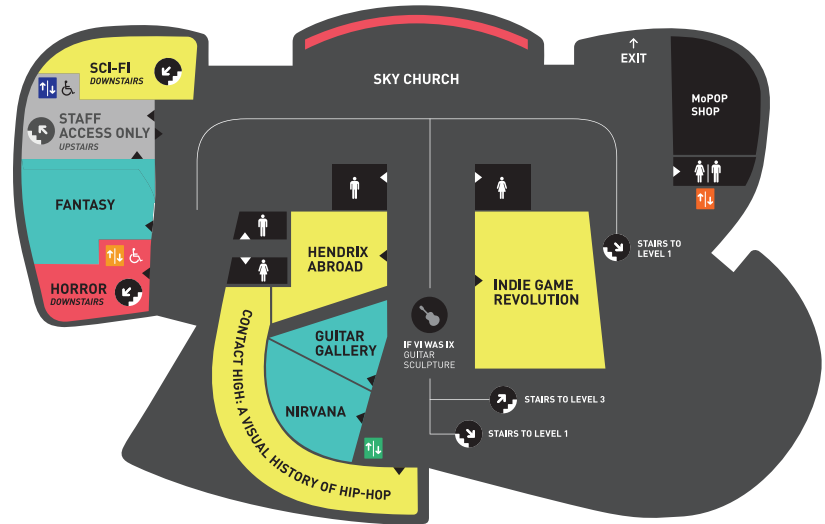 SCI-FI
DOWNSTAIRS
STAFF
ACCESS ONLY
UPSTAIRS
FANTASY
HORROR
DOWNSTAIRS
SKY CHURCH
EXIT
MoPOP
SHOP
STAIRS TO
LEVEL 1
HENDRIX
ABROAD
INDIE GAME
REVOLUTION
GUITAR
GALLERY
IF VI WAS IX
GUITAR
SCULPTURE
NIRVANA
STAIRS TO LEVEL 3
STAIRS TO LEVEL 1
CONTACT HIGH: A VISUAL HISTORY OF HIP-HOP